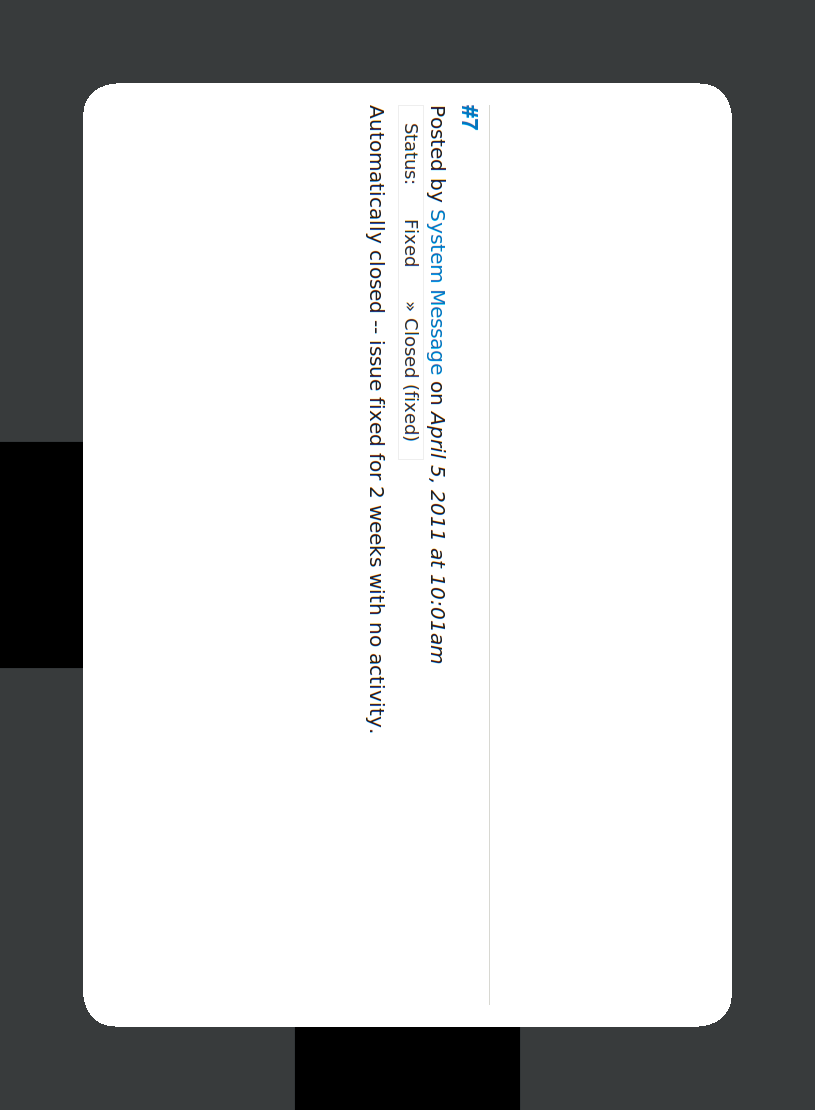 #7
Posted by System Message on April 5, 2011 at 10:01am
Status: Fixed » Closed (fixed)
Automatically closed -- issue fixed for 2 weeks with no activity.